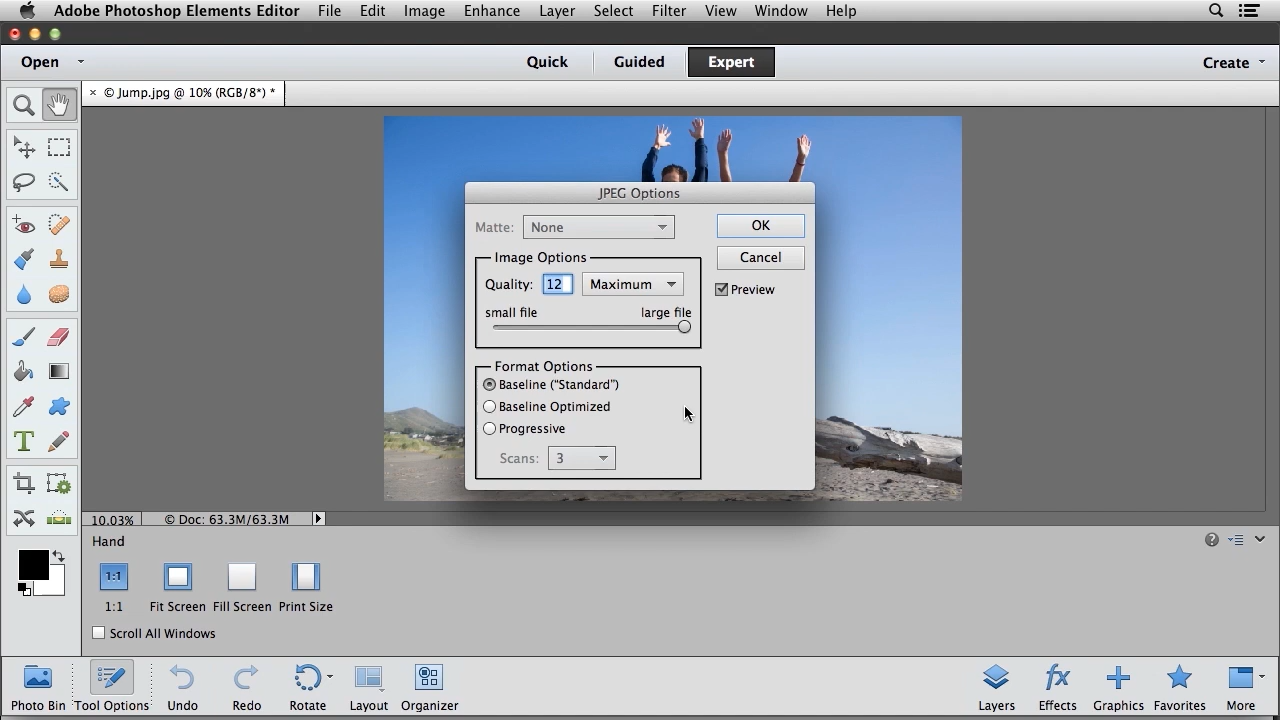 Adobe Photoshop Elements Editor File Edit Image Enhance Layer Select Filter View Window Help
Open Quick Guided Expert Create
× © Jump.jpg @ 10% (RGB/8*) *
JPEG Options
Matte: None OK
Image Options Cancel
Quality: 12 Maximum Preview
small file large file
Format Options
Baseline (“Standard”)
Baseline Optimized
Progressive
Scans: 3
10.03% © Doc: 63.3M/63.3M
Hand
1:1
1:1 Fit Screen Fill Screen Print Size
Scroll All Windows
Photo Bin Tool Options Undo Redo Rotate Layout Organizer Layers Effects Graphics Favorites More